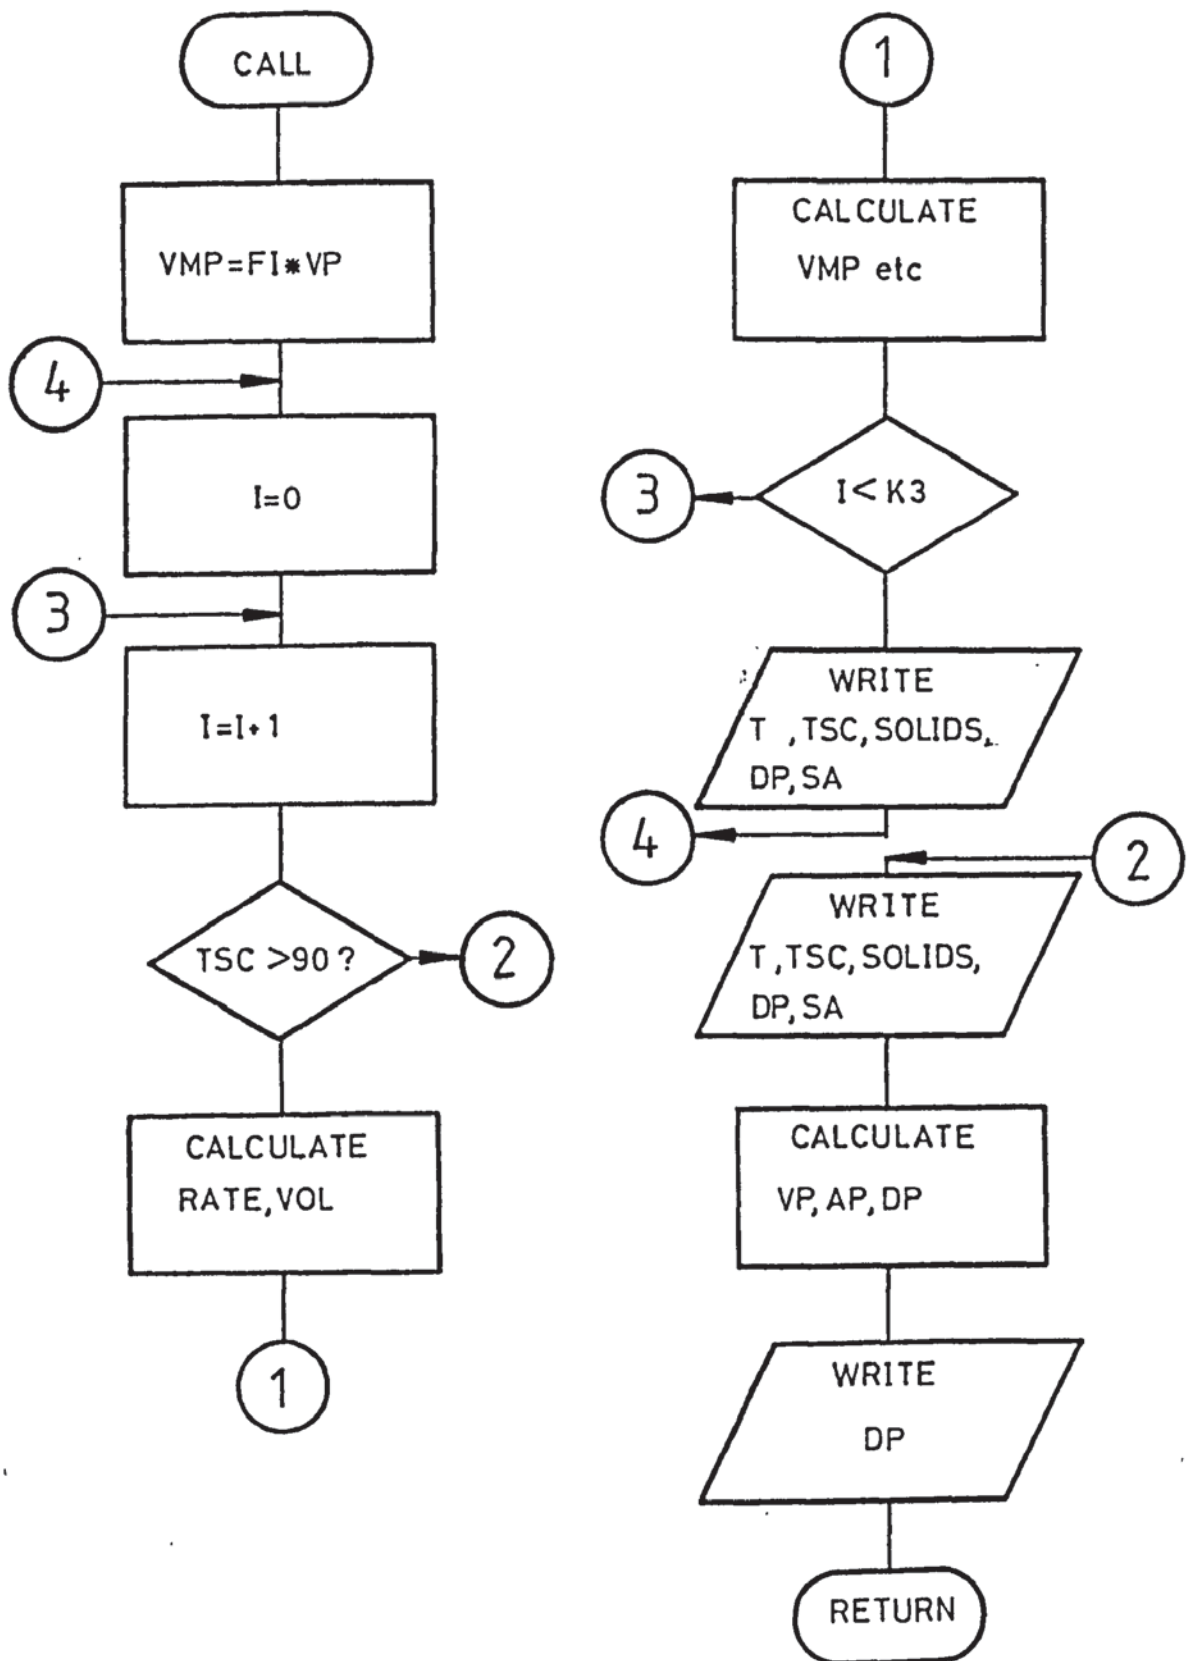 CALL
VMP=FI*VP
4
I=0
3
I=I+1
TSC >90 ?
2
CALCULATE
RATE,VOL
1
1
CALCULATE
VMP etc
I< K3
3
WRITE
T ,TSC,SOLIDS,
DP,SA
4
2
WRITE
T,TSC,SOLIDS,
DP,SA
CALCULATE
VP,AP,DP
WRITE
DP
RETURN